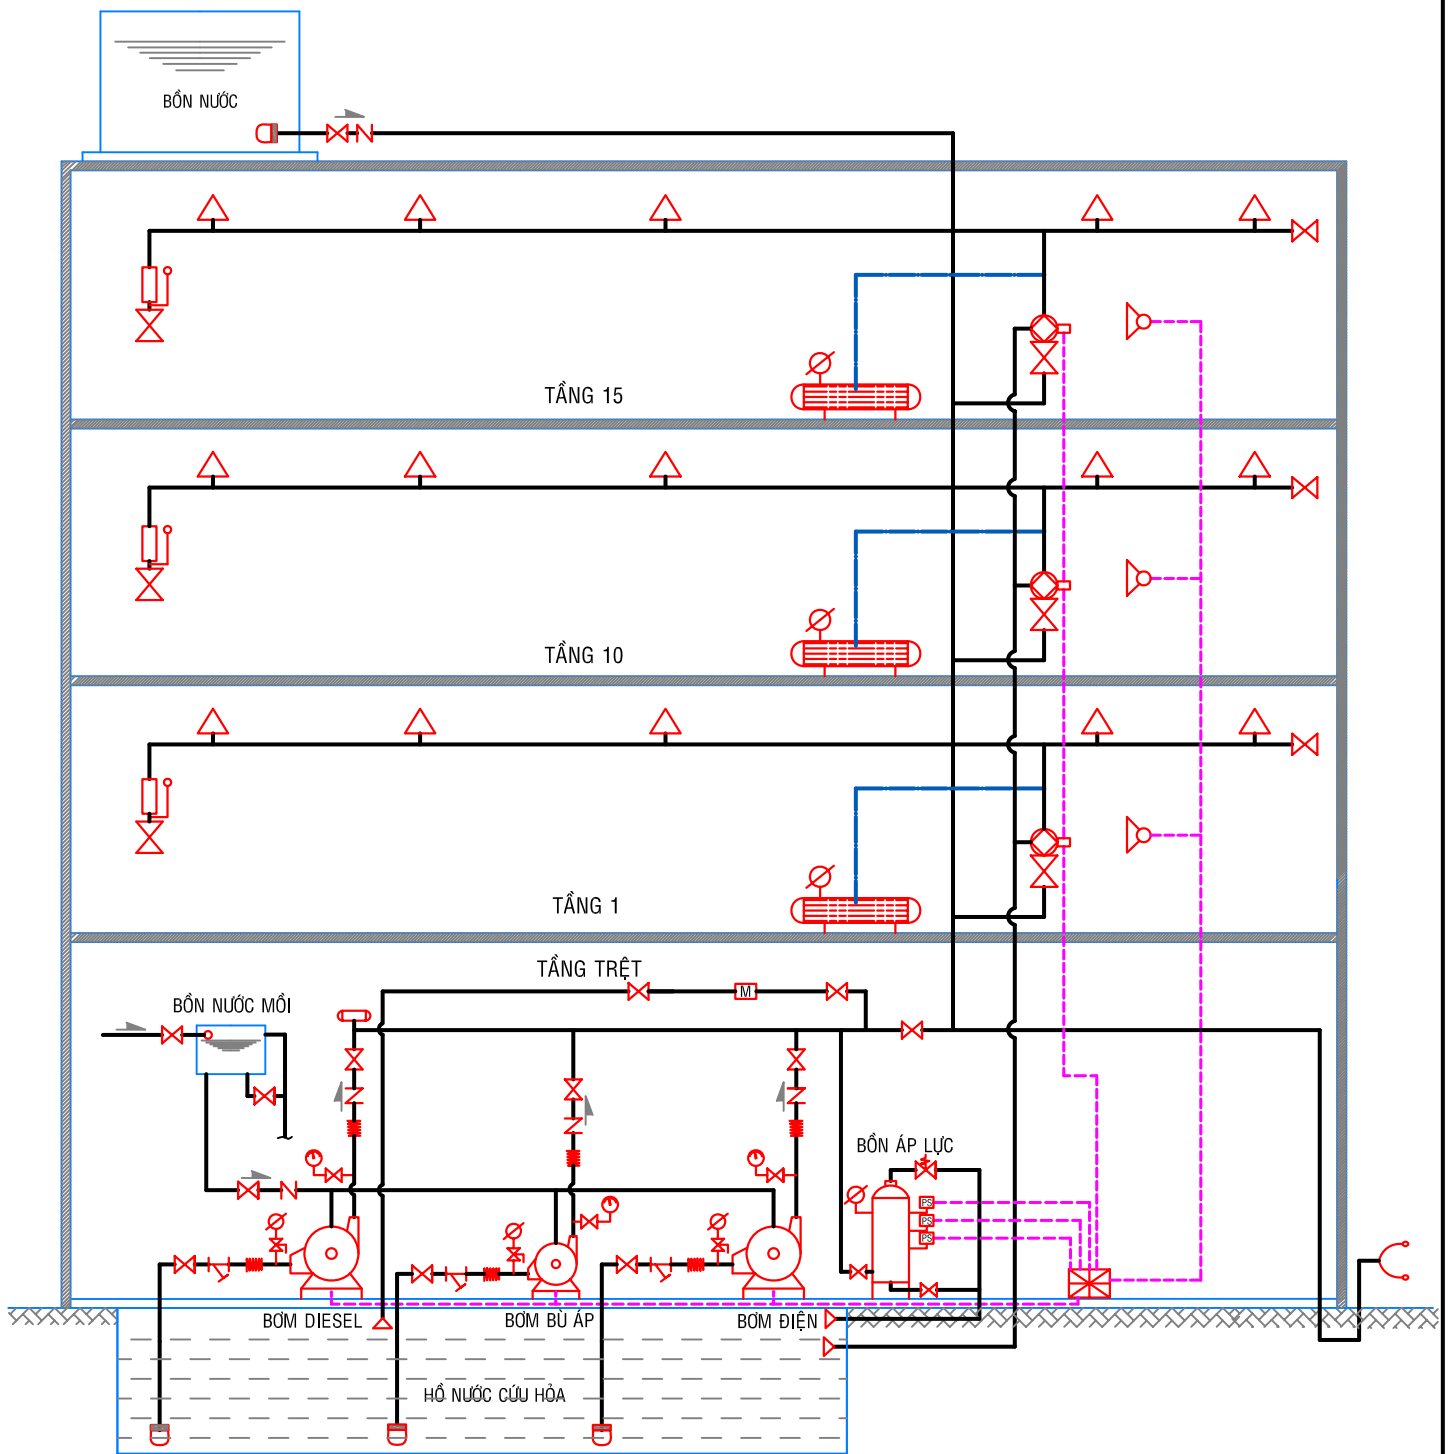 BỒN NƯỚC
TẦNG 15
TẦNG 10
TẦNG 1
TẦNG TRỆT
M
BỒN NƯỚC MỒI
BỒN ÁP LỰC
PS
PS
PS
BƠM DIESEL
BƠM BÙ ÁP
BƠM ĐIỆN
HỒ NƯỚC CỨU HỎA